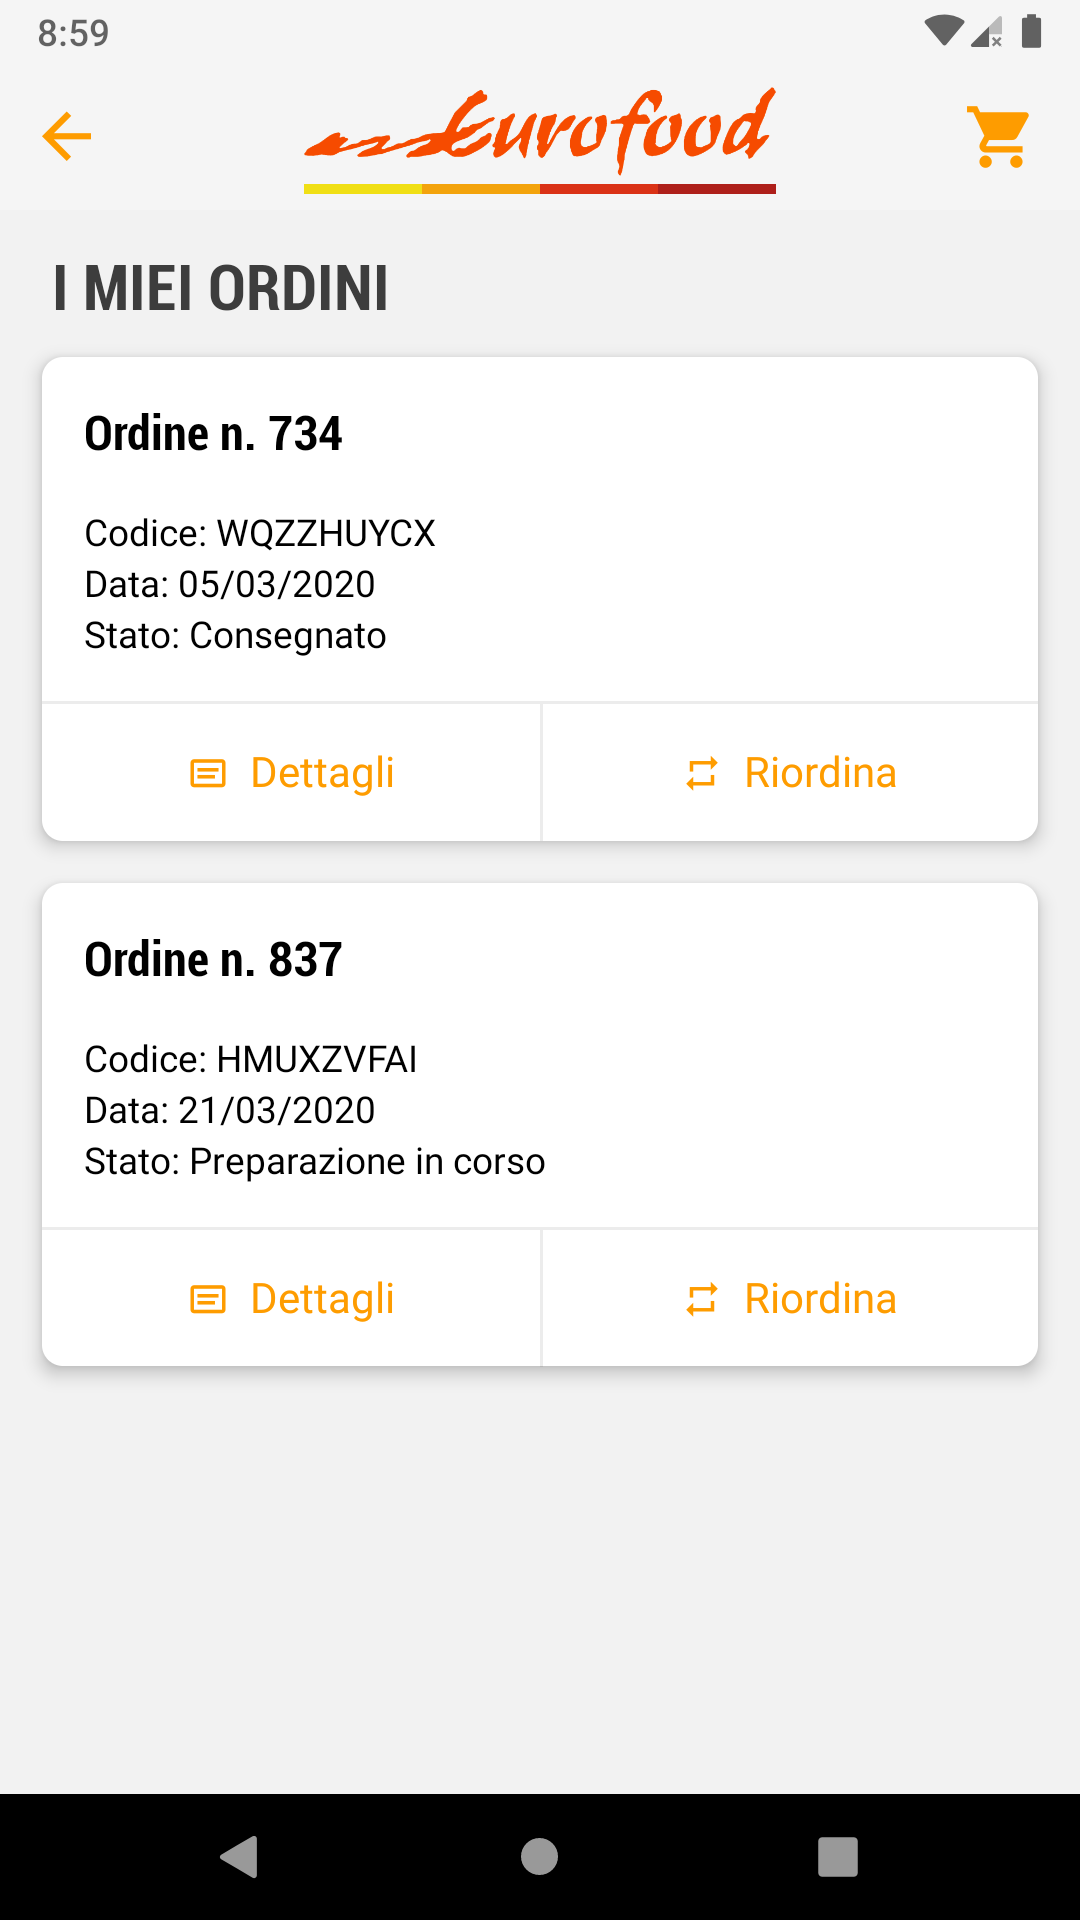 8:59
Eurofood
I MIEI ORDINI
Ordine n. 734
Codice: WQZZHUYCX
Data: 05/03/2020
Stato: Consegnato
Dettagli
Riordina
Ordine n. 837
Codice: HMUXZVFAI
Data: 21/03/2020
Stato: Preparazione in corso
Dettagli
Riordina